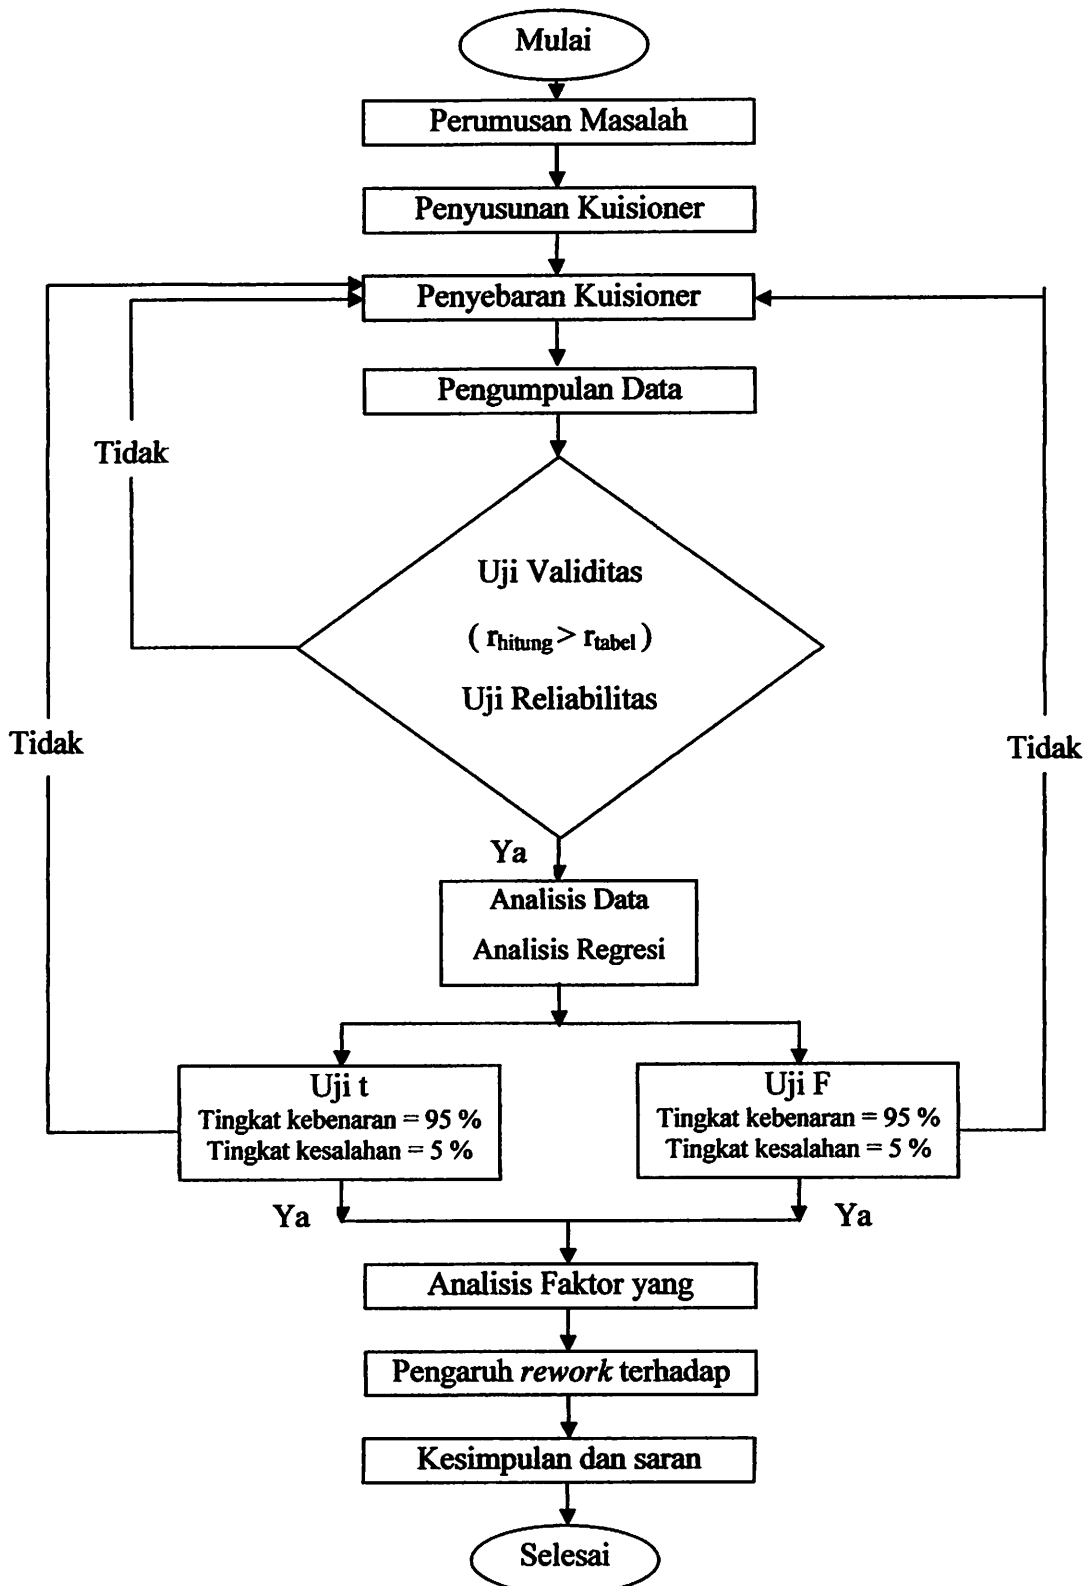 Mulai
Perumusan Masalah
Penyusunan Kuisioner
Penyebaran Kuisioner
Pengumpulan Data
Tidak
Uji Validitas
( r_hitung > r_tabel )
Uji Reliabilitas
Tidak
Tidak
Ya
Analisis Data
Analisis Regresi
Uji t
Tingkat kebenaran = 95 %
Tingkat kesalahan = 5 %
Uji F
Tingkat kebenaran = 95 %
Tingkat kesalahan = 5 %
Ya
Ya
Analisis Faktor yang
Pengaruh rework terhadap
Kesimpulan dan saran
Selesai